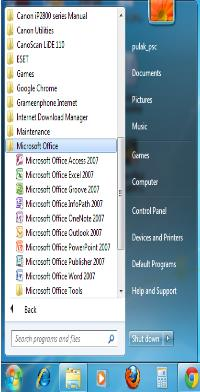 Canon iP2800 series Manual
Canon Utilities
CanoScan LiDE 110
ESET
Games
Google Chrome
Grameenphone Internet
Internet Download Manager
Maintenance
Microsoft Office
Microsoft Office Access 2007
Microsoft Office Excel 2007
Microsoft Office Groove 2007
Microsoft Office InfoPath 2007
Microsoft Office OneNote 2007
Microsoft Office Outlook 2007
Microsoft Office PowerPoint 2007
Microsoft Office Publisher 2007
Microsoft Office Word 2007
Microsoft Office Tools
Back
Search programs and files
pulak_psc
Documents
Pictures
Music
Games
Computer
Control Panel
Devices and Printers
Default Programs
Help and Support
Shut down